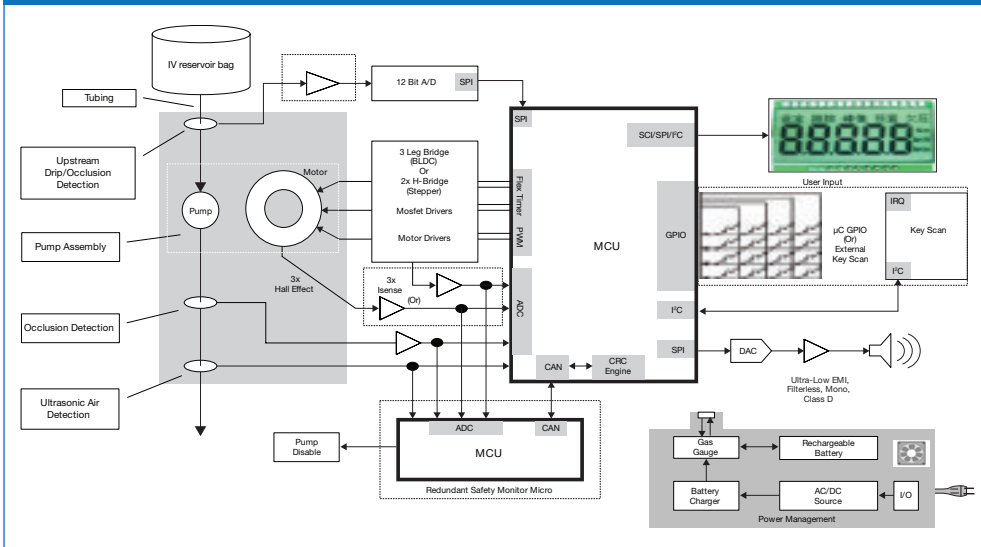 IV reservoir bag
Tubing
Upstream
Drip/Occlusion
Detection
12 Bit A/D
SPI
SPI
SCI/SPI/I²C
88888
User Input
3 Leg Bridge
(BLDC)
Or
2x H-Bridge
(Stepper)
Mosfet Drivers
Motor Drivers
Motor
Pump
Pump Assembly
Flex Timer
PWM
MCU
GPIO
µC GPIO
(Or)
External
Key Scan
IRQ
Key Scan
I²C
3x
Hall Effect
3x
Isense
(Or)
ADC
I²C
Occlusion Detection
SPI
DAC
Ultra-Low EMI,
Filterless, Mono,
Class D
CAN
CRC
Engine
Ultrasonic Air
Detection
Pump
Disable
ADC
CAN
MCU
Redundant Safety Monitor Micro
Gas
Gauge
Rechargeable
Battery
Battery
Charger
AC/DC
Source
I/O
Power Management